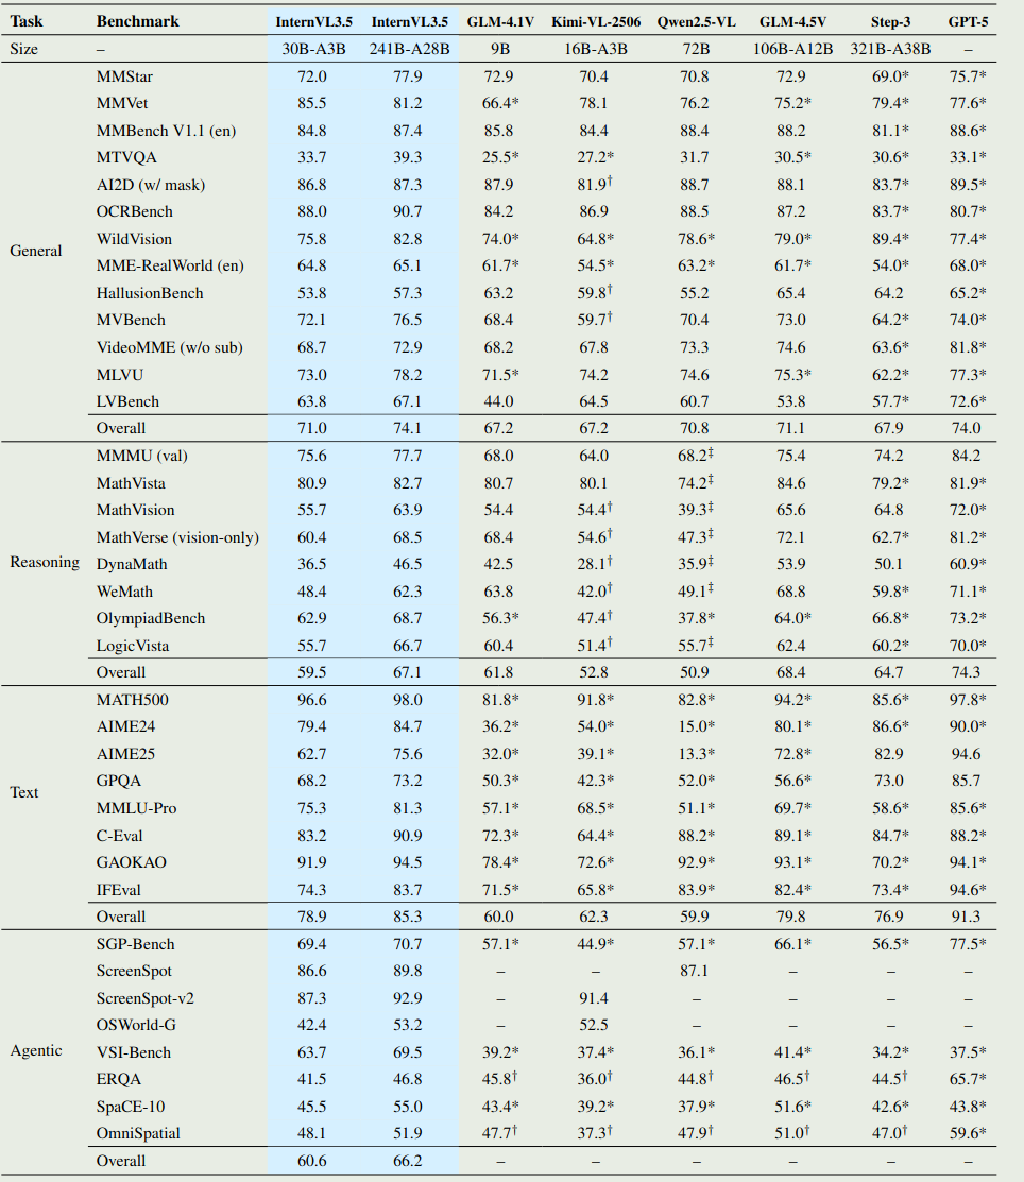 Task Benchmark InternVL3.5 InternVL3.5 GLM-4.1V Kimi-VL-2506 Qwen2.5-VL GLM-4.5V Step-3 GPT-5
Size – 30B-A3B 241B-A28B 9B 16B-A3B 72B 106B-A12B 321B-A38B –
MMStar 72.0 77.9 72.9 70.4 70.8 72.9 69.0* 75.7*
MMVet 85.5 81.2 66.4* 78.1 76.2 75.2* 79.4* 77.6*
MMBench V1.1 (en) 84.8 87.4 85.8 84.4 88.4 88.2 81.1* 88.6*
MTVQA 33.7 39.3 25.5* 27.2* 31.7 30.5* 30.6* 33.1*
AI2D (w/ mask) 86.8 87.3 87.9 81.9† 88.7 88.1 83.7* 89.5*
OCRBench 88.0 90.7 84.2 86.9 88.5 87.2 83.7* 80.7*
WildVision 75.8 82.8 74.0* 64.8* 78.6* 79.0* 89.4* 77.4*
General
MME-RealWorld (en) 64.8 65.1 61.7* 54.5* 63.2* 61.7* 54.0* 68.0*
HallusionBench 53.8 57.3 63.2 59.8† 55.2 65.4 64.2 65.2*
MVBench 72.1 76.5 68.4 59.7† 70.4 73.0 64.2* 74.0*
VideoMME (w/o sub) 68.7 72.9 68.2 67.8 73.3 74.6 63.6* 81.8*
MLVU 73.0 78.2 71.5* 74.2 74.6 75.3* 62.2* 77.3*
LVBench 63.8 67.1 44.0 64.5 60.7 53.8 57.7* 72.6*
Overall 71.0 74.1 67.2 67.2 70.8 71.1 67.9 74.0
MMMU (val) 75.6 77.7 68.0 64.0 68.2‡ 75.4 74.2 84.2
MathVista 80.9 82.7 80.7 80.1 74.2‡ 84.6 79.2* 81.9*
MathVision 55.7 63.9 54.4 54.4† 39.3‡ 65.6 64.8 72.0*
MathVerse (vision-only) 60.4 68.5 68.4 54.6† 47.3‡ 72.1 62.7* 81.2*
Reasoning DynaMath 36.5 46.5 42.5 28.1† 35.9‡ 53.9 50.1 60.9*
WeMath 48.4 62.3 63.8 42.0† 49.1‡ 68.8 59.8* 71.1*
OlympiadBench 62.9 68.7 56.3* 47.4† 37.8* 64.0* 66.8* 73.2*
LogicVista 55.7 66.7 60.4 51.4† 55.7‡ 62.4 60.2* 70.0*
Overall 59.5 67.1 61.8 52.8 50.9 68.4 64.7 74.3
MATH500 96.6 98.0 81.8* 91.8* 82.8* 94.2* 85.6* 97.8*
AIME24 79.4 84.7 36.2* 54.0* 15.0* 80.1* 86.6* 90.0*
AIME25 62.7 75.6 32.0* 39.1* 13.3* 72.8* 82.9 94.6
GPQA 68.2 73.2 50.3* 42.3* 52.0* 56.6* 73.0 85.7
Text
MMLU-Pro 75.3 81.3 57.1* 68.5* 51.1* 69.7* 58.6* 85.6*
C-Eval 83.2 90.9 72.3* 64.4* 88.2* 89.1* 84.7* 88.2*
GAOKAO 91.9 94.5 78.4* 72.6* 92.9* 93.1* 70.2* 94.1*
IFEval 74.3 83.7 71.5* 65.8* 83.9* 82.4* 73.4* 94.6*
Overall 78.9 85.3 60.0 62.3 59.9 79.8 76.9 91.3
SGP-Bench 69.4 70.7 57.1* 44.9* 57.1* 66.1* 56.5* 77.5*
ScreenSpot 86.6 89.8 – – 87.1 – – –
ScreenSpot-v2 87.3 92.9 – 91.4 – – – –
OSWorld-G 42.4 53.2 – 52.5 – – – –
Agentic VSI-Bench 63.7 69.5 39.2* 37.4* 36.1* 41.4* 34.2* 37.5*
ERQA 41.5 46.8 45.8† 36.0† 44.8† 46.5† 44.5† 65.7*
SpaCE-10 45.5 55.0 43.4* 39.2* 37.9* 51.6* 42.6* 43.8*
OmniSpatial 48.1 51.9 47.7† 37.3† 47.9† 51.0† 47.0† 59.6*
Overall 60.6 66.2 – – – – – –